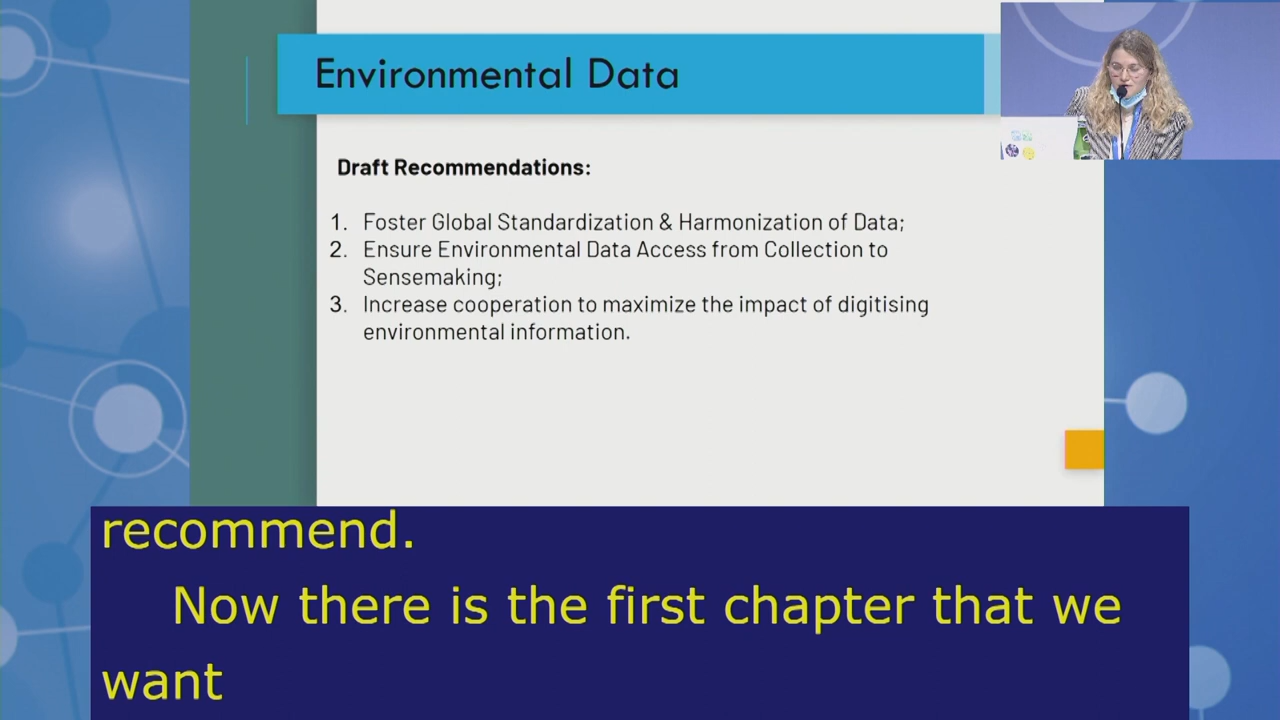 Environmental Data
Draft Recommendations:
1. Foster Global Standardization & Harmonization of Data;
2. Ensure Environmental Data Access from Collection to
Sensemaking;
3. Increase cooperation to maximize the impact of digitising
environmental information.
recommend.
Now there is the first chapter that we
want